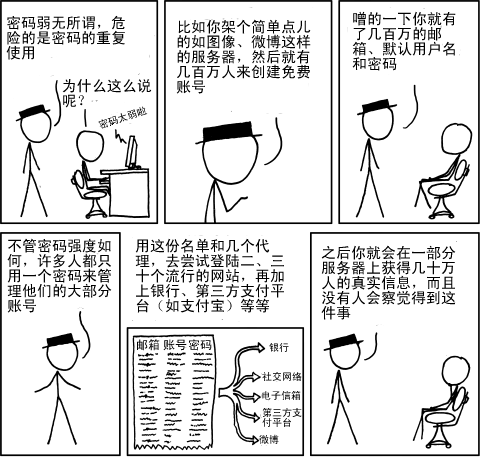 密码弱无所谓，危
险的是密码的重复
使用
为什么这么说
呢？
密码太弱啦
比如你架个简单点儿
的如图像、微博这样
的服务器，然后就有
几百万人来创建免费
账号
噌的一下你就有
了几百万的邮
箱、默认用户名
和密码
不管密码强度如
何，许多人都只
用一个密码来管
理他们的大部分
账号
用这份名单和几个代
理，去尝试登陆二、三
十个流行的网站，再加
上银行、第三方支付平
台（如支付宝）等等
邮箱 账号 密码
银行
社交网络
电子信箱
第三方支
付平台
微博
之后你就会在一部分
服务器上获得几十万
人的真实信息，而且
没有人会察觉得到这
件事